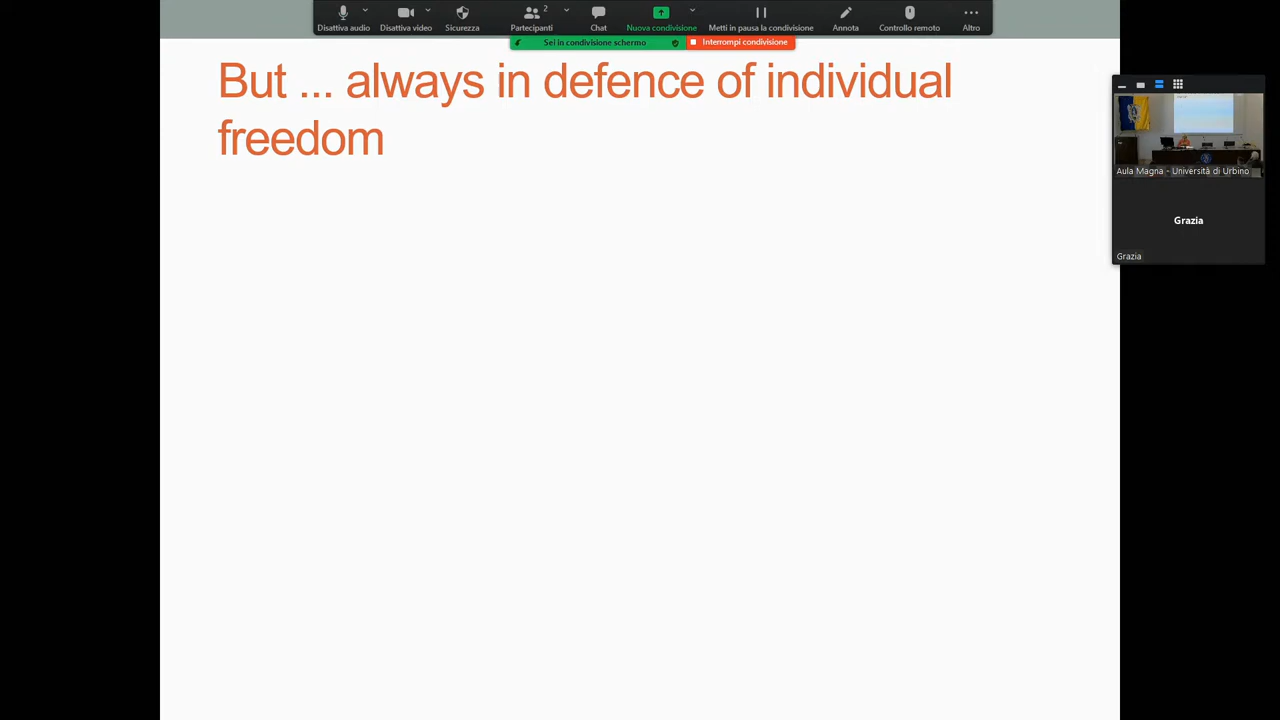 Disattiva audio
Disattiva video
Sicurezza
Partecipanti
2
Chat
Nuova condivisione
Metti in pausa la condivisione
Annota
Controllo remoto
Altro
Sei in condivisione schermo
Interrompi condivisione
But ... always in defence of individual
freedom
Aula Magna - Università di Urbino
Grazia
Grazia